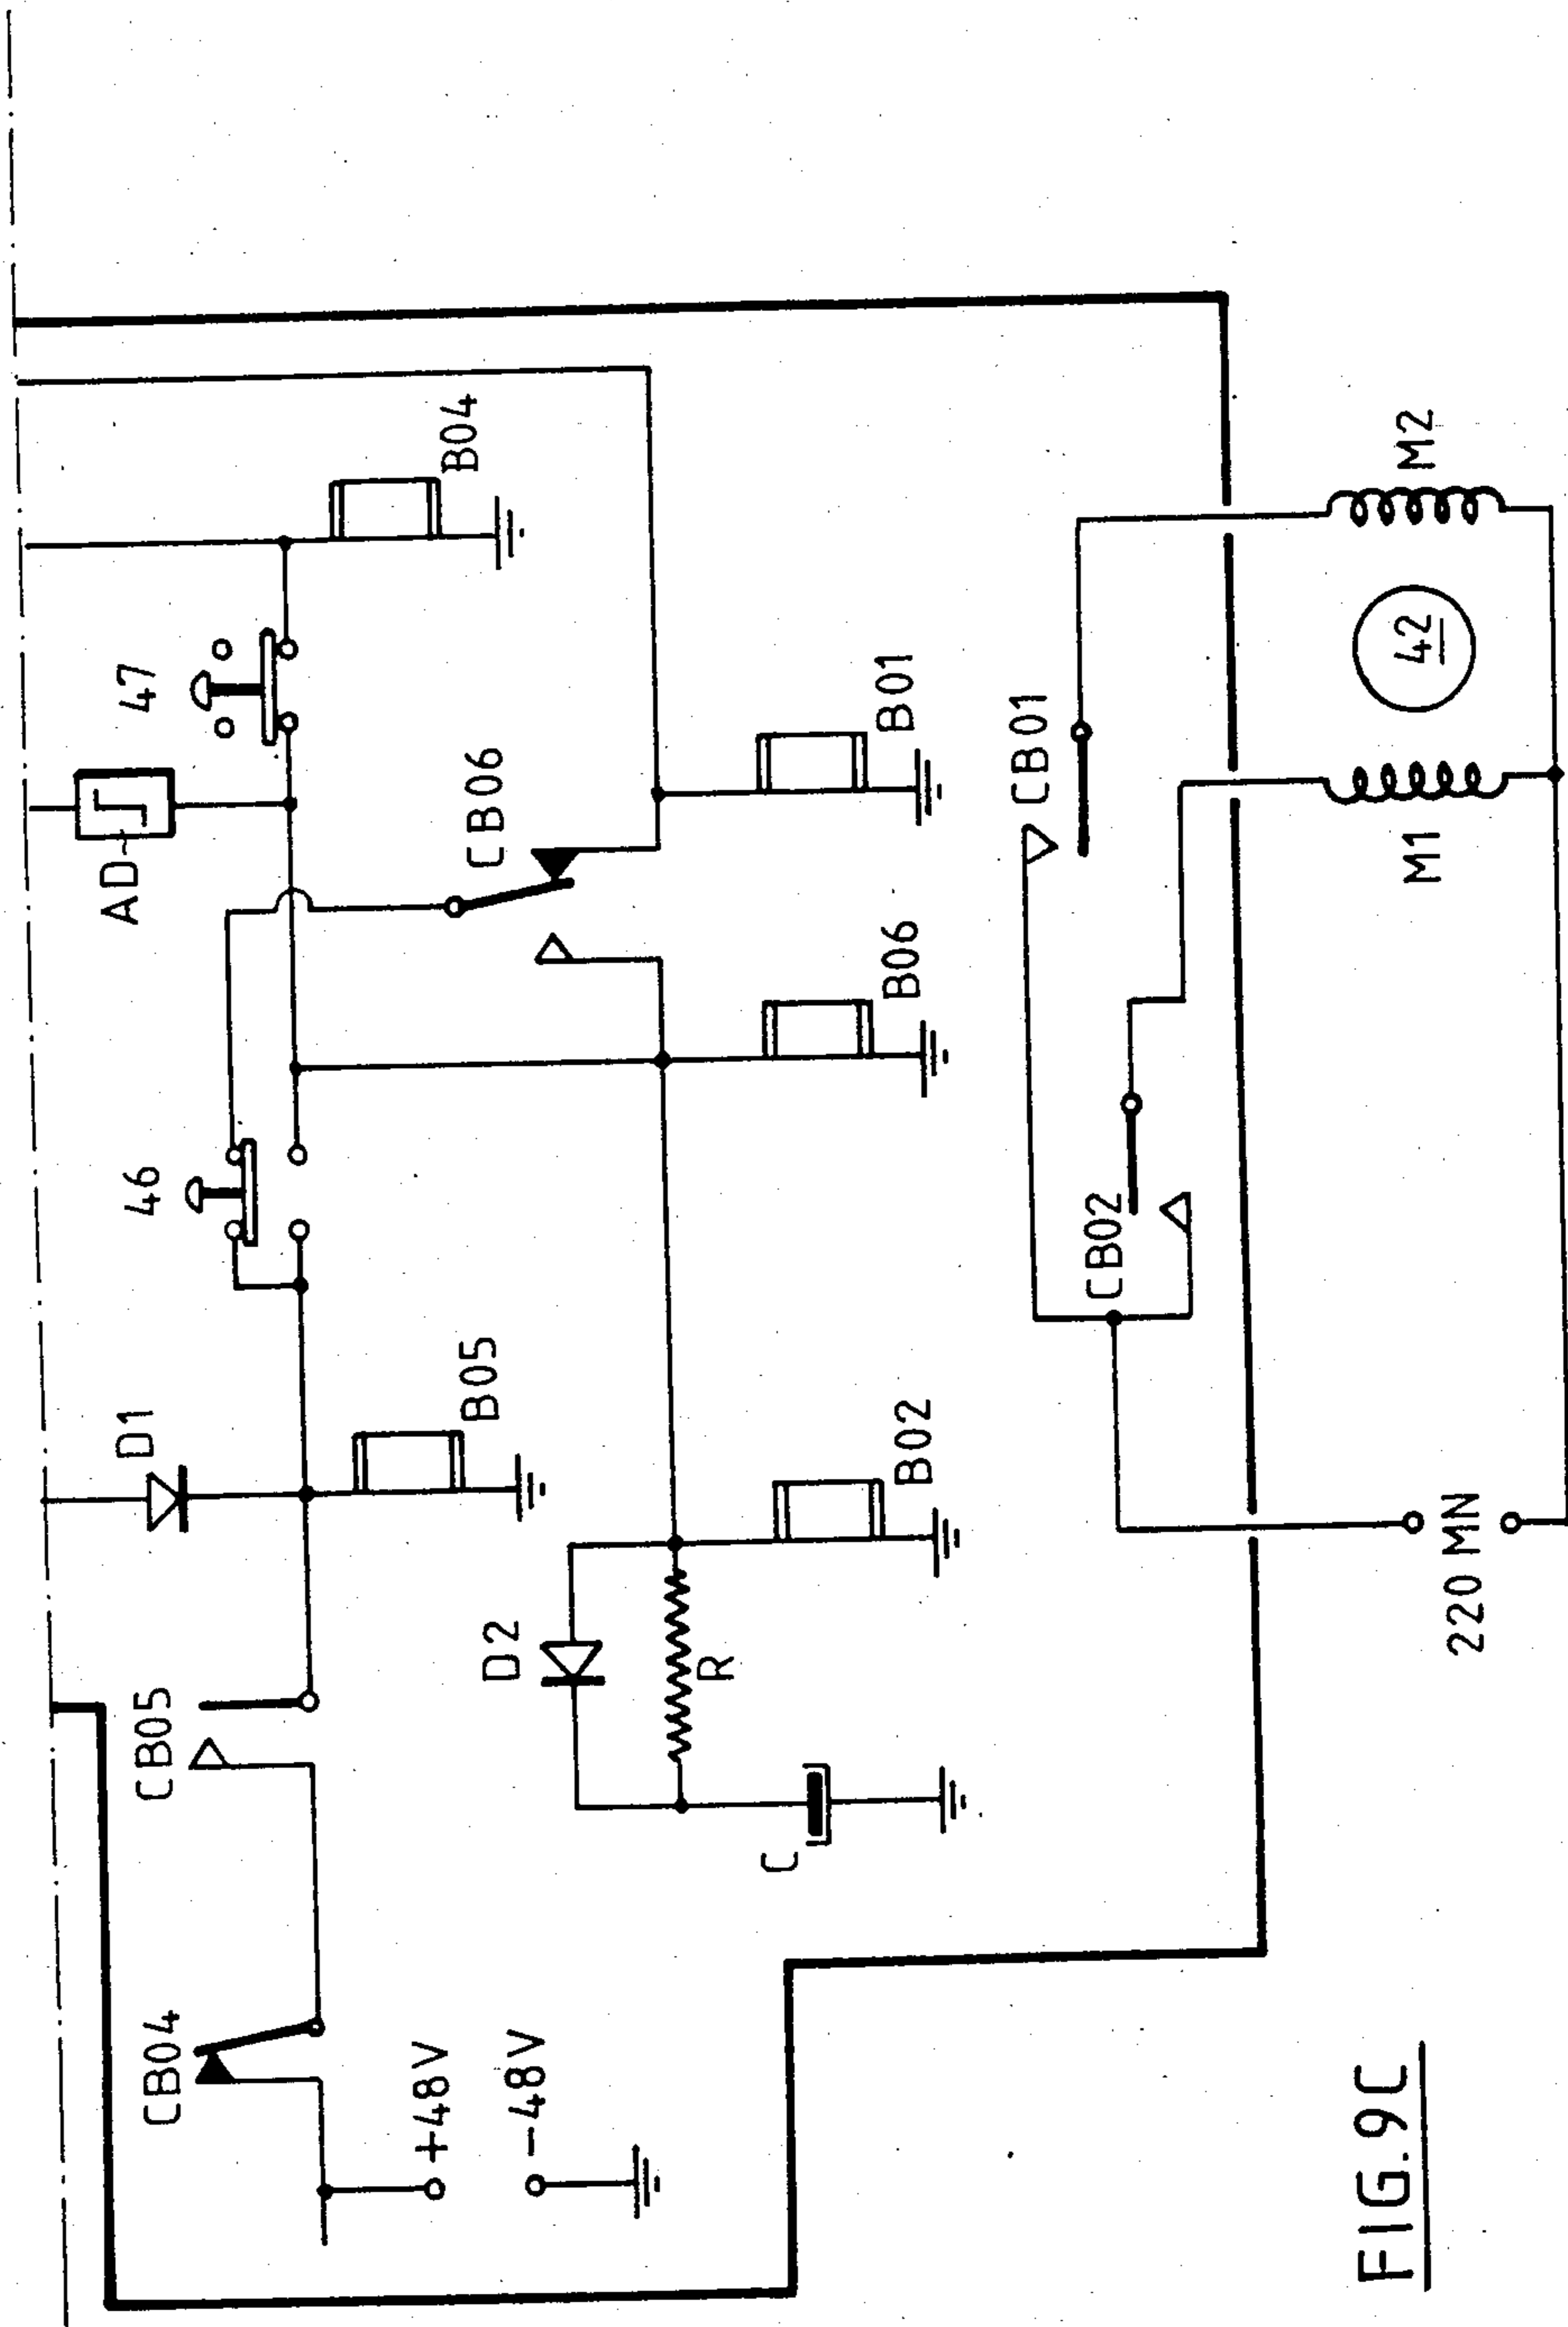 47
AD
B04
CB06
46
D1
B05
CB05
CB04
+48V
-48V
D2
R
C
B02
B06
B01
CB01
CB02
M2
42
M1
220 MN
FIG.9C